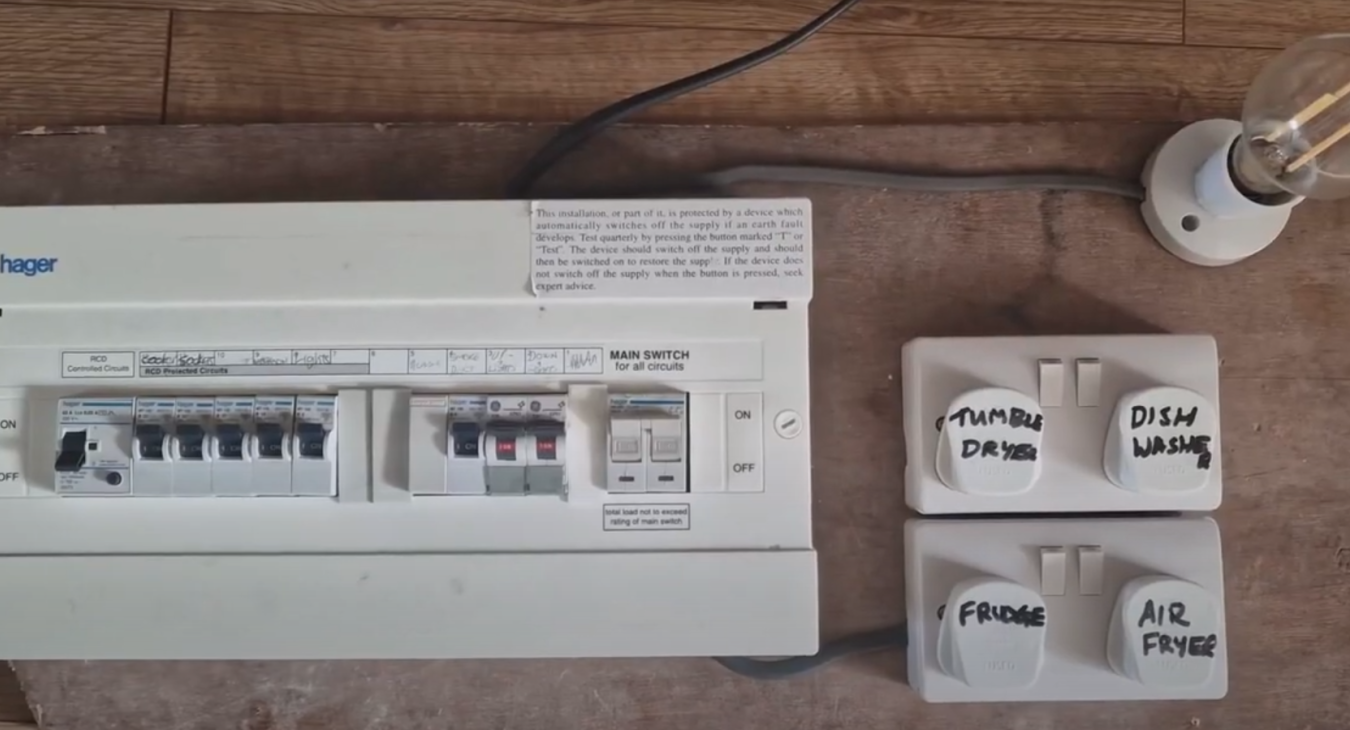 This installation, or part of it, is protected by a device which
automatically switches off the supply if an earth fault
develops. Test quarterly by pressing the button marked "T" or
"Test". The device should switch off the supply and should
then be switched on to restore the supply. If the device does
not switch off the supply when the button is pressed, seek
expert advice.
hager
RCD
Controlled Circuits
Cooker Sockets Lights
RCD Protected Circuits
MAIN SWITCH
for all circuits
ON
OFF
ON
OFF
total load not to exceed
rating of main switch
TUMBLE
DRYER
DISH
WASHER
FRIDGE
AIR
FRYER